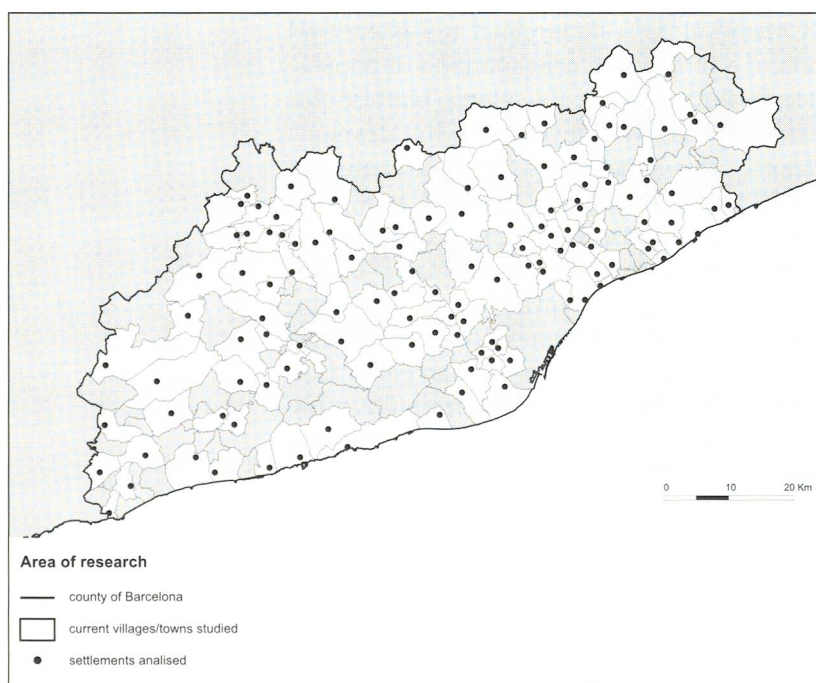 0 10 20 Km
Area of research
county of Barcelona
current villages/towns studied
settlements analised